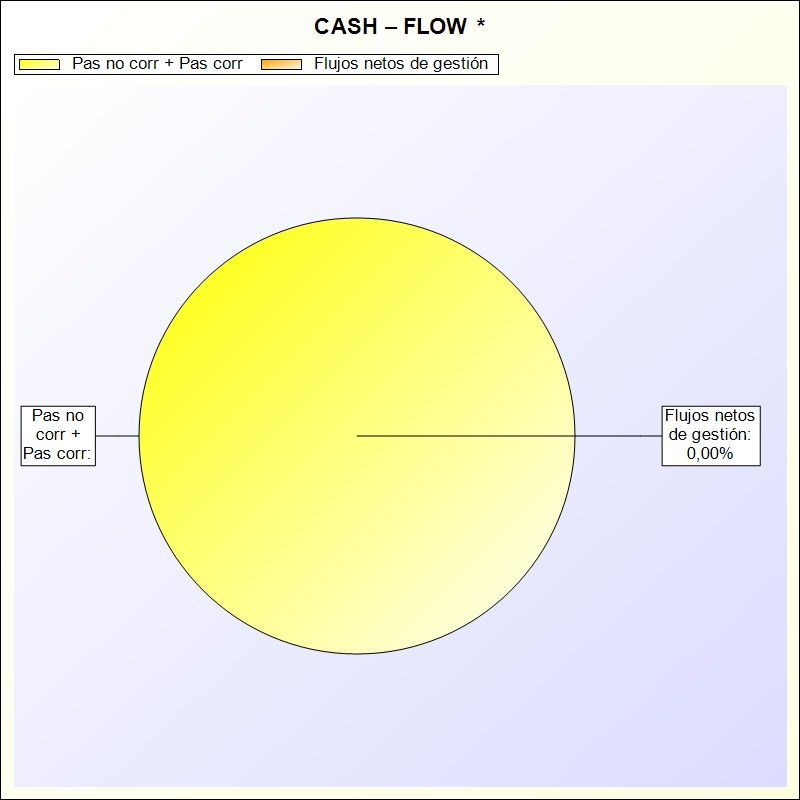 CASH – FLOW *
Pas no corr + Pas corr
Flujos netos de gestión
Pas no
corr +
Pas corr:
Flujos netos
de gestión:
0,00%